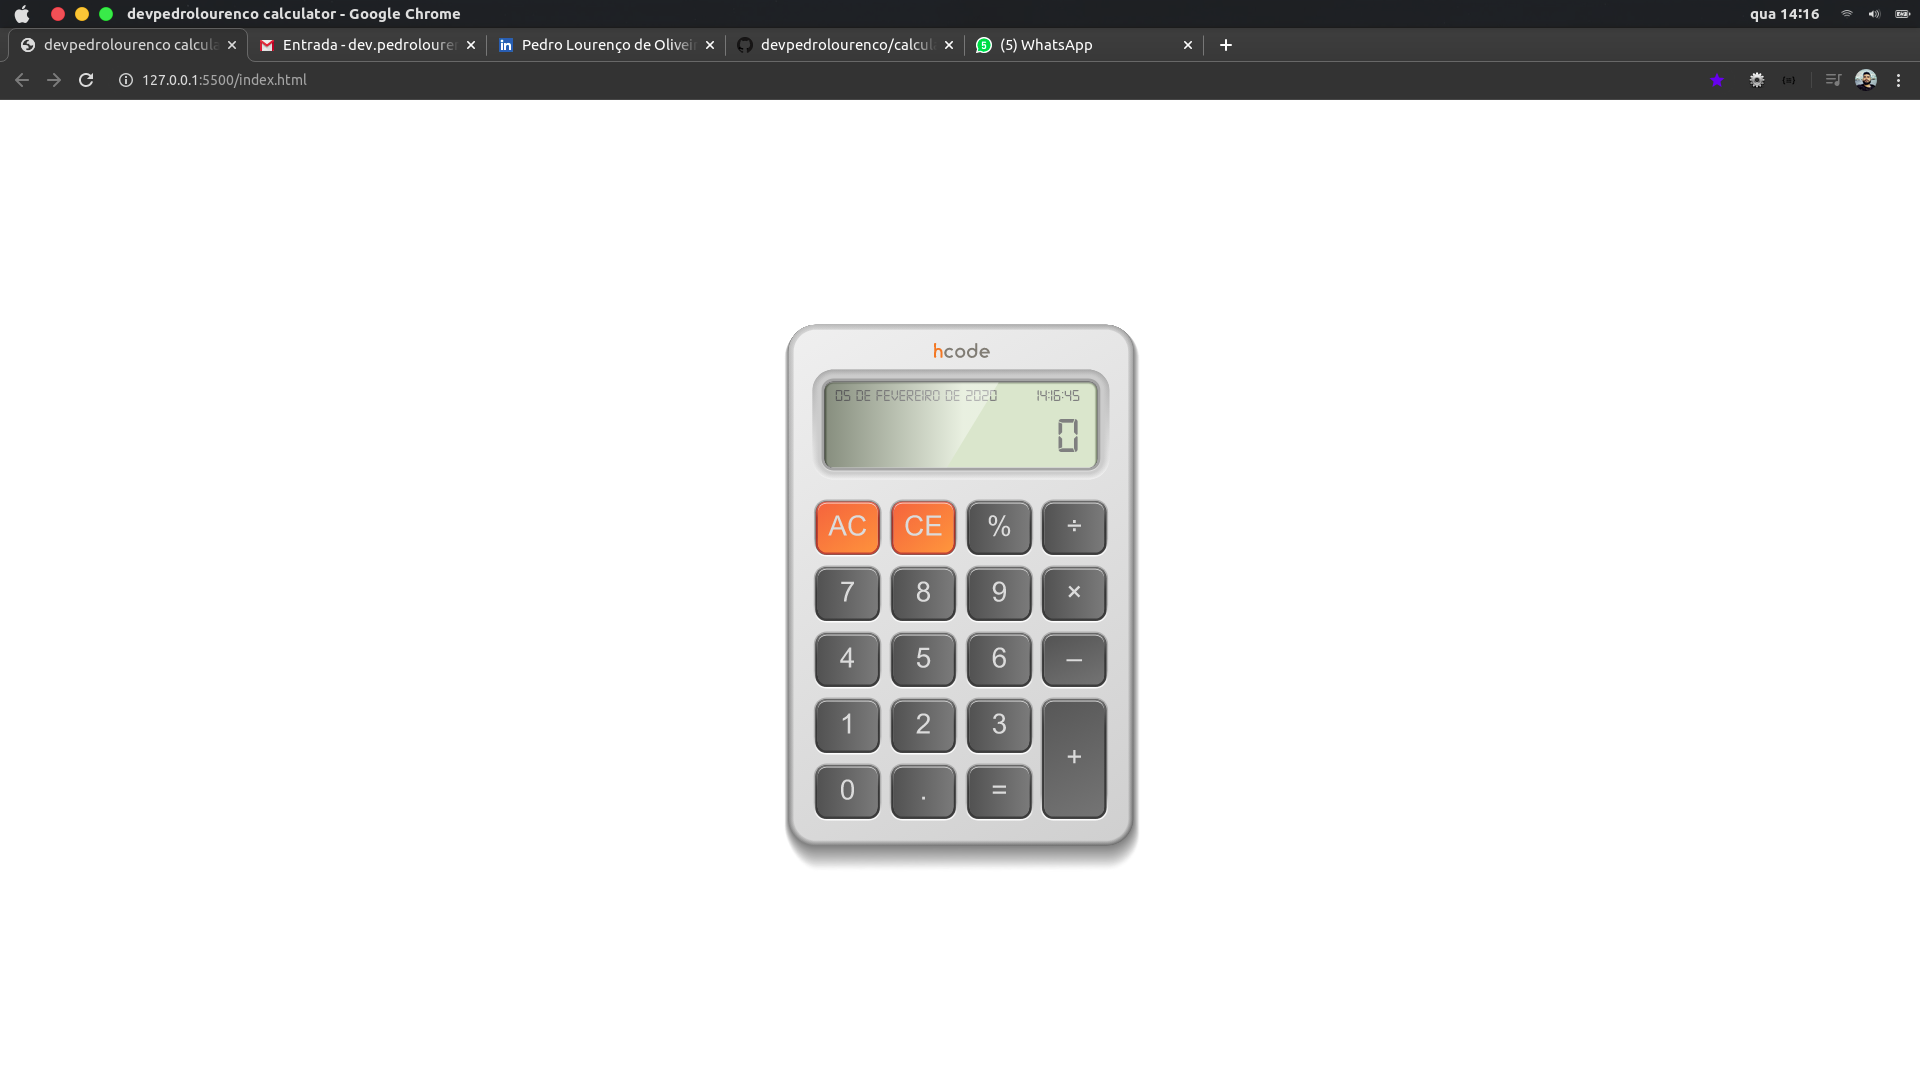 devpedrolourenco calculator - Google Chrome
qua 14:16
devpedrolourenco calcula
Entrada - dev.pedrolouren
Pedro Lourenço de Olivei
devpedrolourenco/calcul
(5) WhatsApp
127.0.0.1:5500/index.html
hcode
05 DE FEVEREIRO DE 2020 14:16:45
0
AC CE % ÷
7 8 9 ×
4 5 6 –
1 2 3
+
0 . =